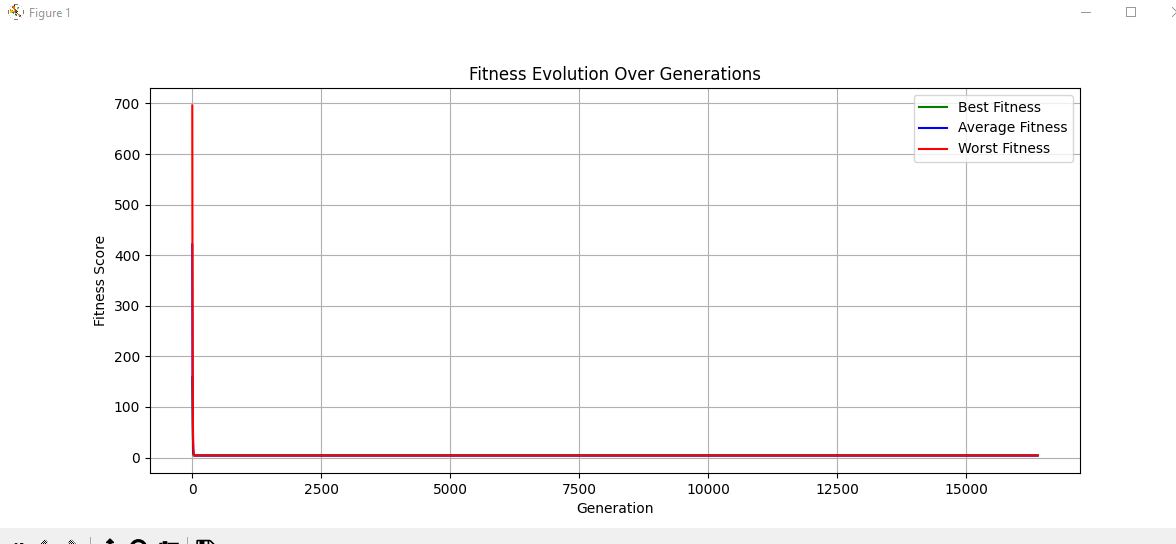 Figure 1
Fitness Evolution Over Generations
700
600
500
400
300
200
100
0
Fitness Score
Best Fitness
Average Fitness
Worst Fitness
0 2500 5000 7500 10000 12500 15000
Generation